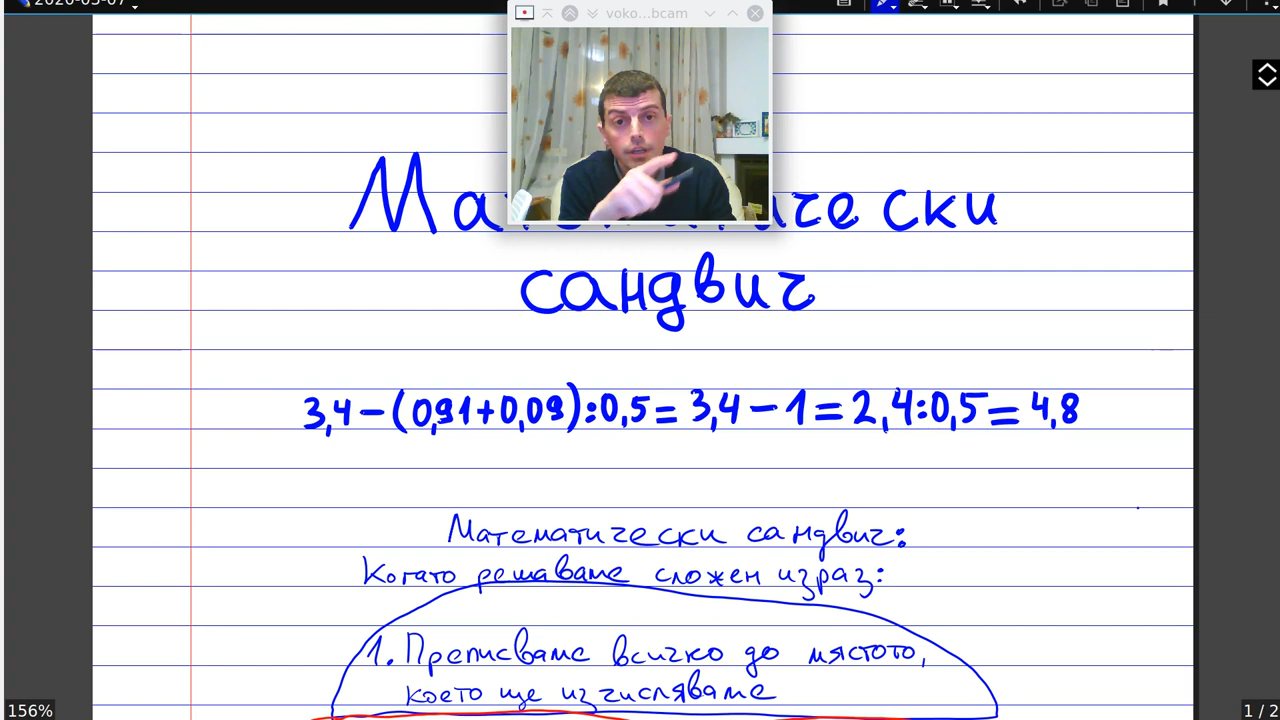 voko...bcam
сандвич
3,4-(0,91+0,09):0,5=3,4-1=2,4:0,5=4,8
Математически сандвич:
Когато решаваме сложен израз:
1. Преписваме всичко до мястото,
което ще изчисляваме
156%
1/2